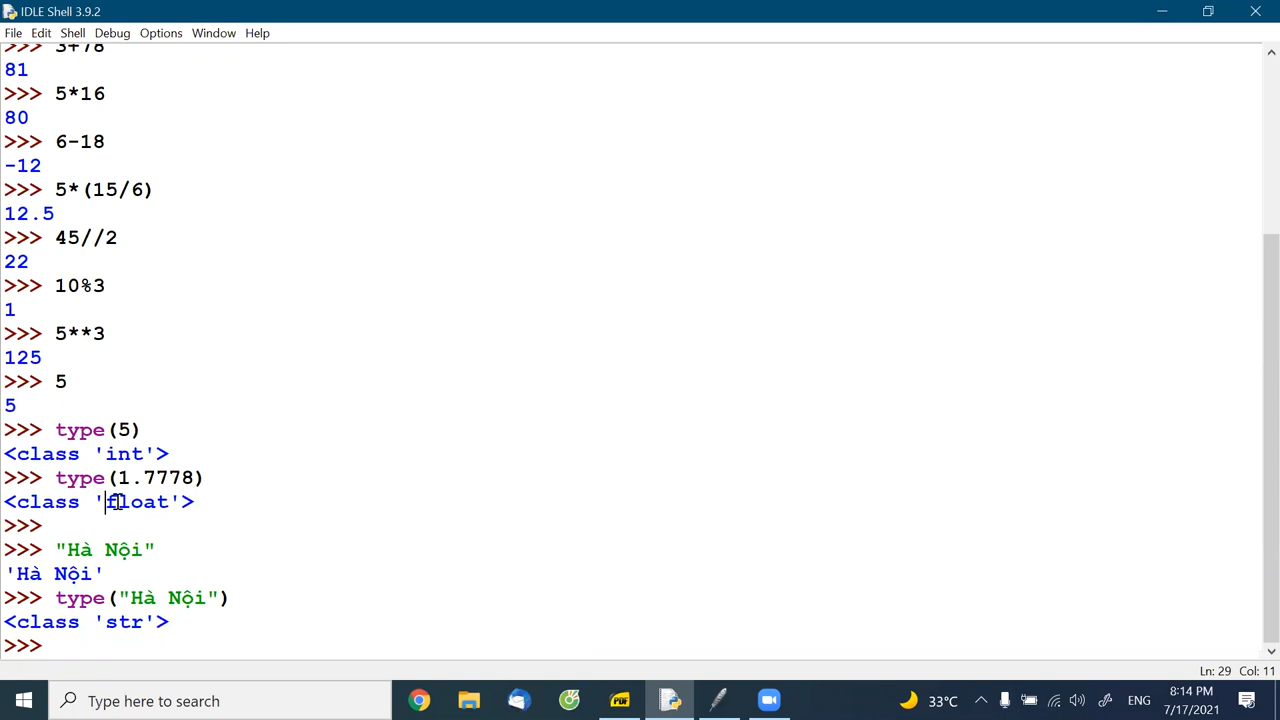 IDLE Shell 3.9.2
File Edit Shell Debug Options Window Help
>>> 3+78
81
>>> 5*16
80
>>> 6-18
-12
>>> 5*(15/6)
12.5
>>> 45//2
22
>>> 10%3
1
>>> 5**3
125
>>> 5
5
>>> type(5)
<class 'int'>
>>> type(1.7778)
<class 'float'>
>>>
>>> "Hà Nội"
'Hà Nội'
>>> type("Hà Nội")
<class 'str'>
>>>
Ln: 29 Col: 11
Type here to search
PDF
33°C
ENG
8:14 PM
7/17/2021